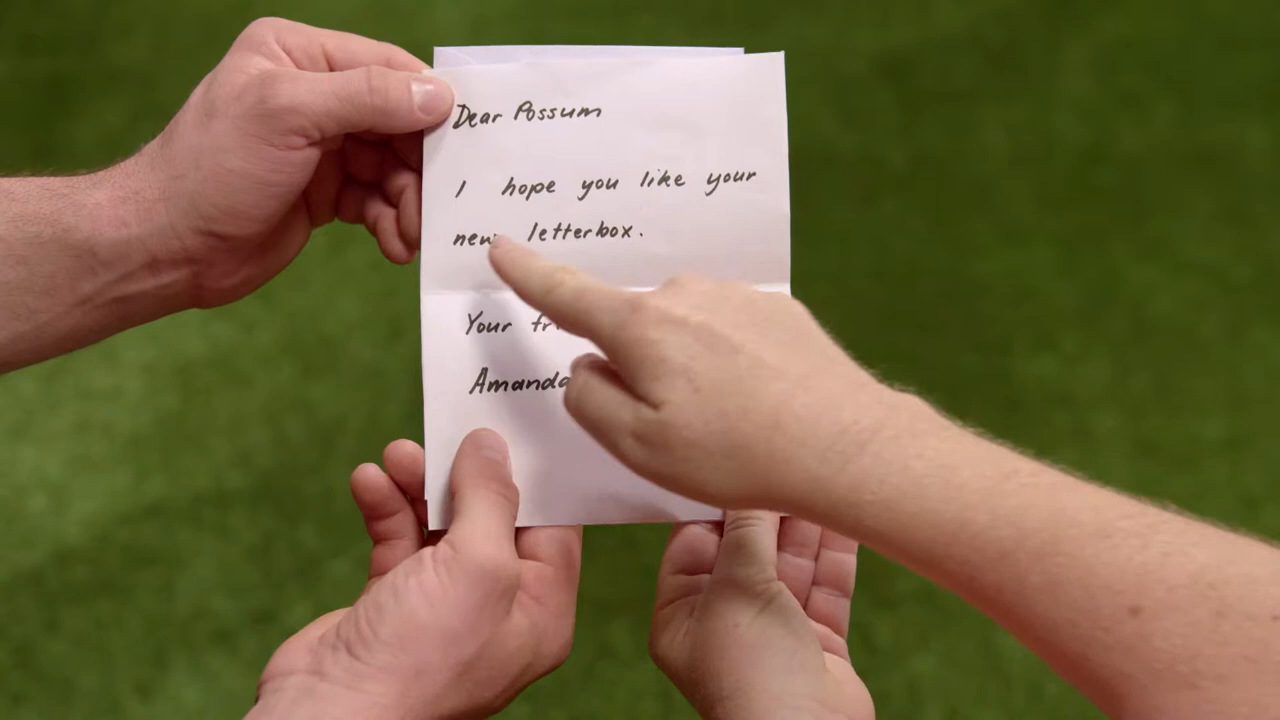 Dear Possum
I hope you like your
new letterbox.
Your
Amanda